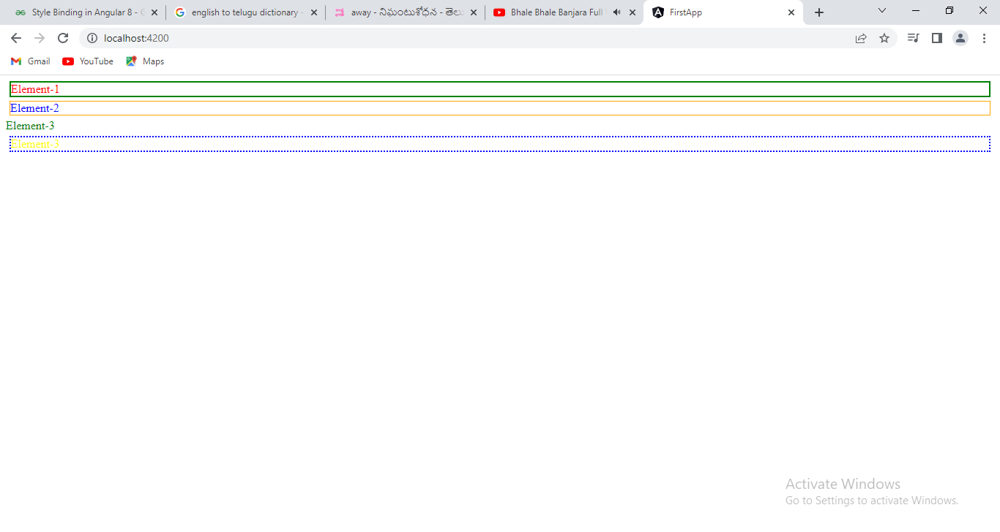 Style Binding in Angular 8 -
english to telugu dictionary -
away - నిఘంటుశోధన - తెలు
Bhale Bhale Banjara Full
FirstApp
localhost:4200
Gmail
YouTube
Maps
Element-1
Element-2
Element-3
Element-3
Activate Windows
Go to Settings to activate Windows.